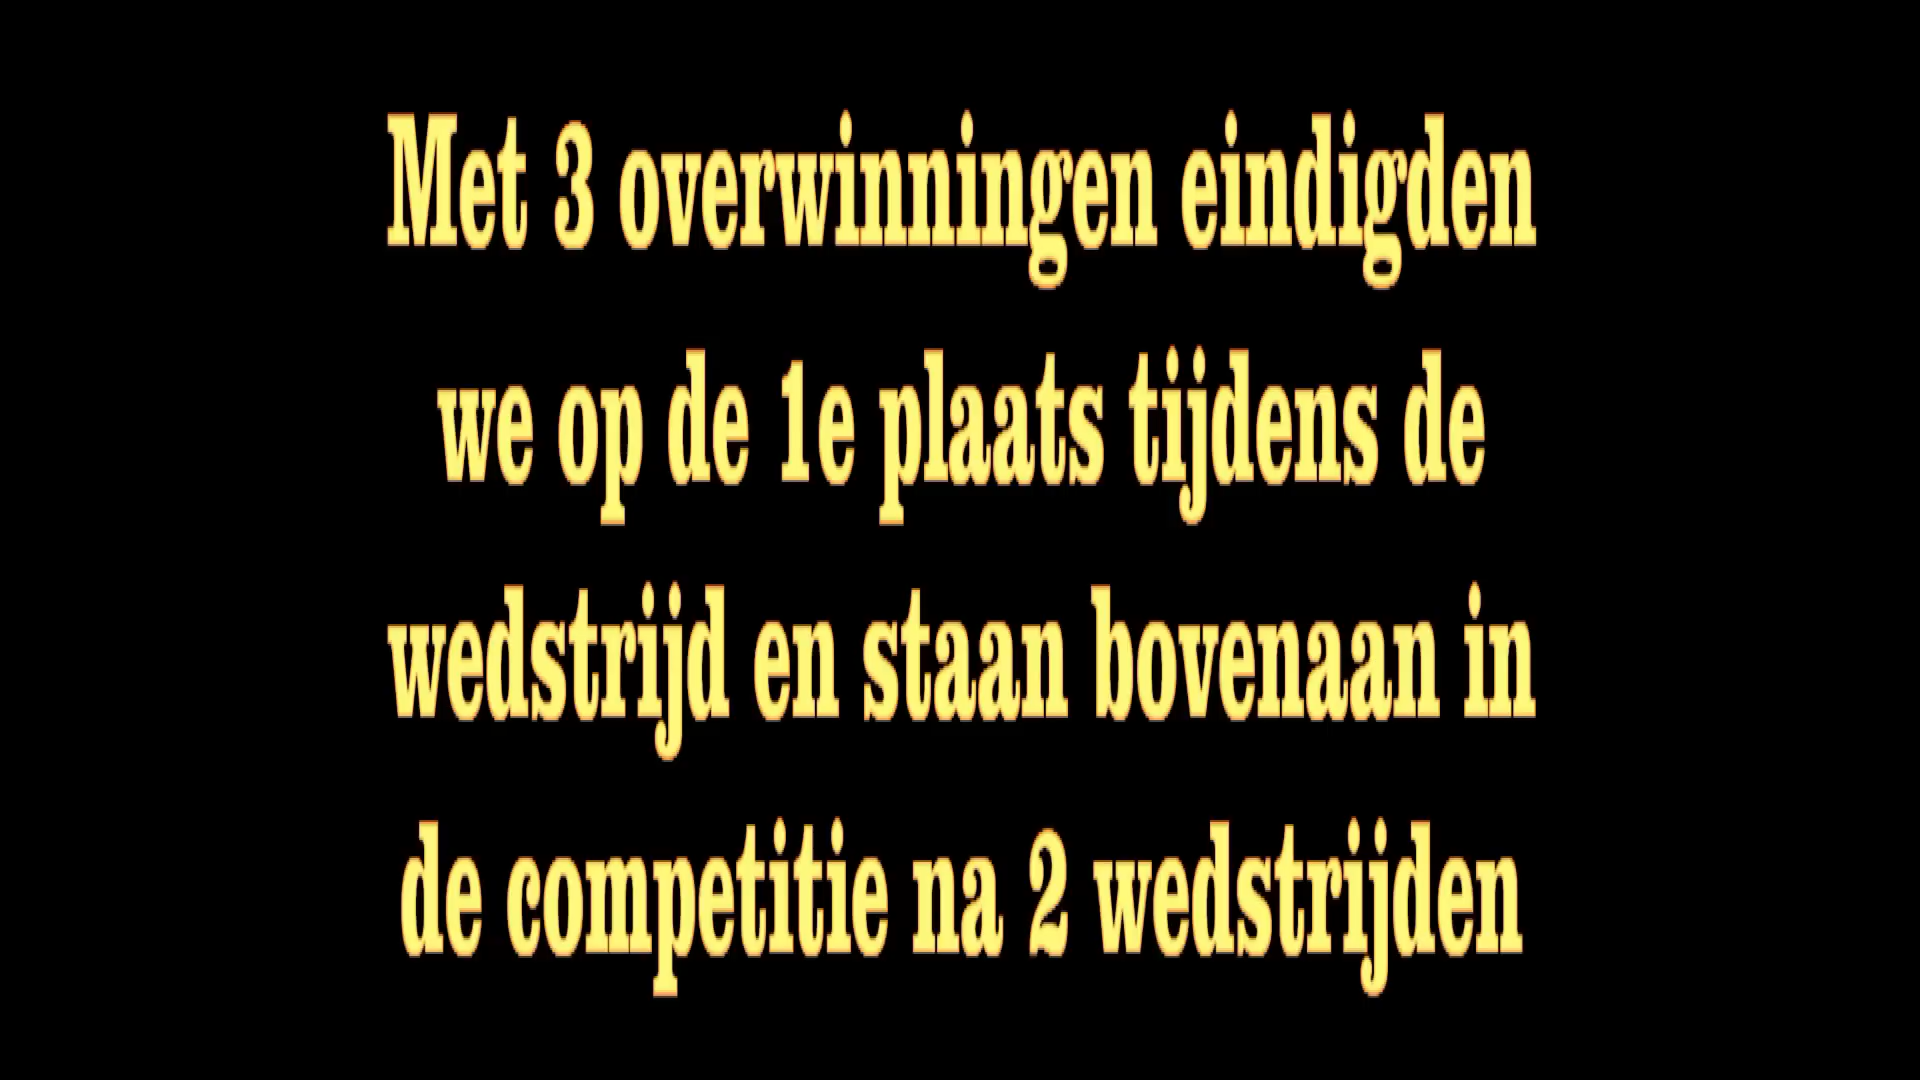 Met 3 overwinningen eindigden
we op de 1e plaats tijdens de
wedstrijd en staan bovenaan in
de competitie na 2 wedstrijden